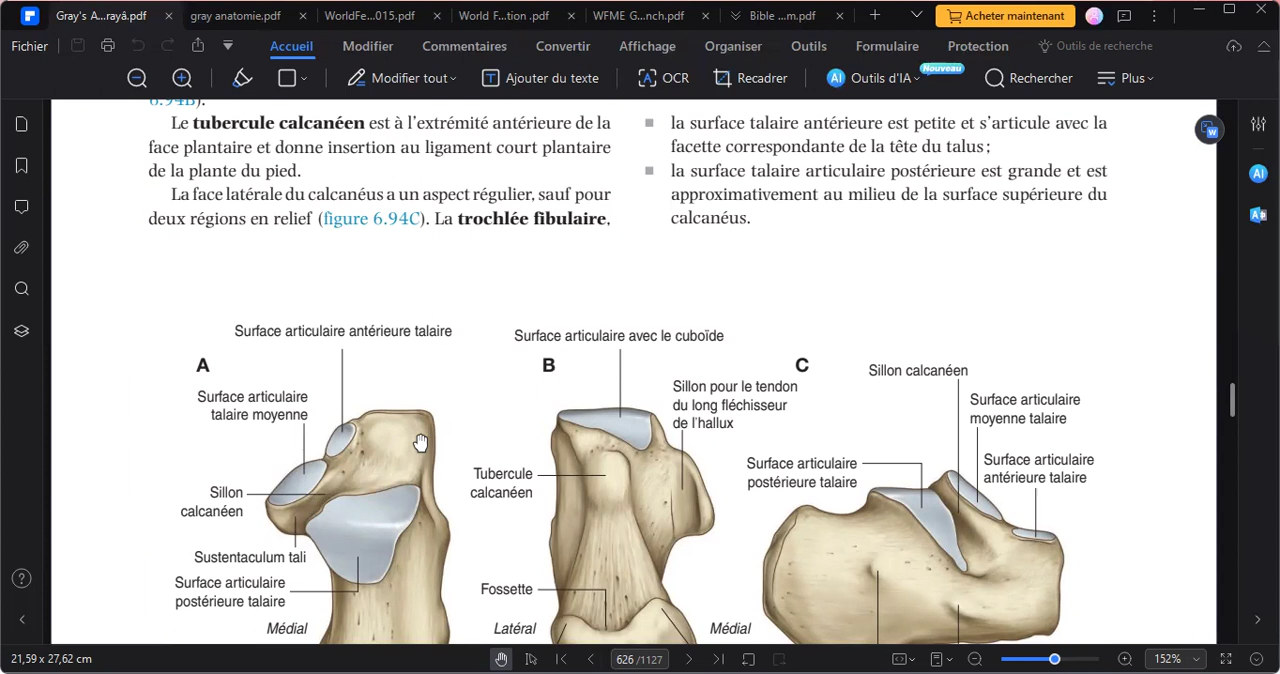 Gray's A...rayâ.pdf
gray anatomie.pdf
WorldFe...015.pdf
World F...tion .pdf
WFME G...nch.pdf
Bible ...m.pdf
Acheter maintenant
Fichier
Accueil
Modifier
Commentaires
Convertir
Affichage
Organiser
Outils
Formulaire
Protection
Outils de recherche
Modifier tout
Ajouter du texte
OCR
Recadrer
AI Outils d'IA
Nouveau
Rechercher
Plus
6.94B).
Le tubercule calcanéen est à l'extrémité antérieure de la
face plantaire et donne insertion au ligament court plantaire
de la plante du pied.
La face latérale du calcanéus a un aspect régulier, sauf pour
deux régions en relief (figure 6.94C). La trochlée fibulaire,
la surface talaire antérieure est petite et s'articule avec la
facette correspondante de la tête du talus ;
la surface talaire articulaire postérieure est grande et est
approximativement au milieu de la surface supérieure du
calcanéus.
W
AI
A
Surface articulaire antérieure talaire
A
Surface articulaire
talaire moyenne
Sillon
calcanéen
Sustentaculum tali
Surface articulaire
postérieure talaire
Médial
Surface articulaire avec le cuboïde
B
Sillon pour le tendon
du long fléchisseur
de l'hallux
Tubercule
calcanéen
Fossette
Latéral
Médial
C
Sillon calcanéen
Surface articulaire
moyenne talaire
Surface articulaire
postérieure talaire
Surface articulaire
antérieure talaire
21,59 x 27,62 cm
626 /1127
152%